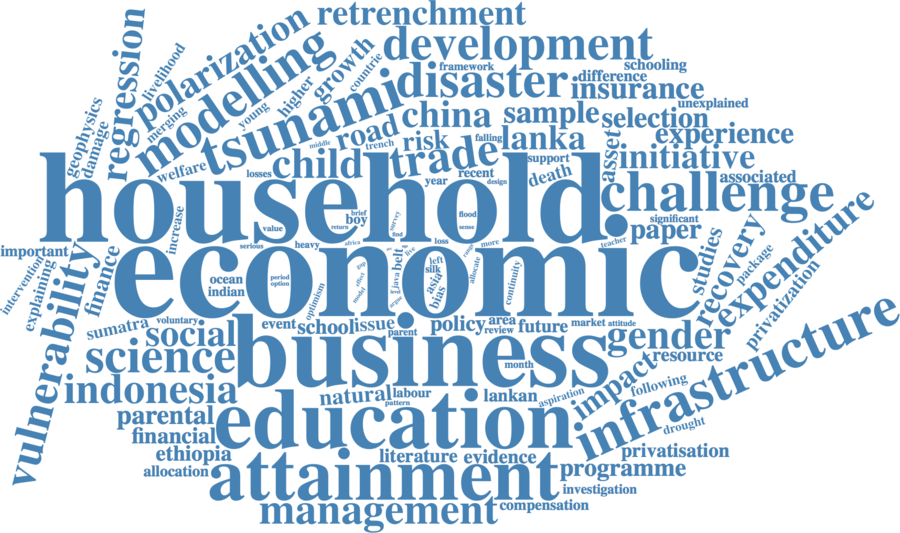 retrenchment
development
polarization
regression
livelihood
modelling
growth
countrie
higher
young
merging
geophysics
damage
framework
schooling
disaster
difference
insurance
unexplained
tsunami
china
sample
selection
experience
road
middle
trench
risk
falling
lanka
asset
initiative
welfare
losses
child
trade
year
recent
design
support
death
associated
household
challenge
brief
boy
return
value
survey
find
flood
sense
significant
paper
teacher
increase
serious
heavy
africa
loss
more
range
important
intervention
explaining
vulnerability
finance
economic
ocean
indian
period
option
optimism
gap
effect
model
java
belt
five
level
argue
left
silk
asia
bias
allocate
continuity
studies
recovery
package
expenditure
privatization
sumatra
voluntary
social
event
school
issue
parent
policy
area
review
future
market
attitude
gender
science
business
month
impact
resource
infrastructure
indonesia
natural
labour
pattern
lankan
aspiration
following
drought
parental
financial
education
ethiopia
allocation
literature
evidence
privatisation
attainment
programme
investigation
management
compensation